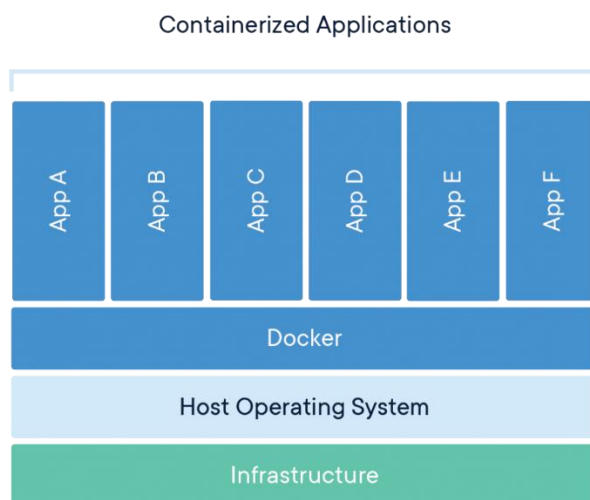 Containerized Applications
App A
App B
App C
App D
App E
App F
Docker
Host Operating System
Infrastructure